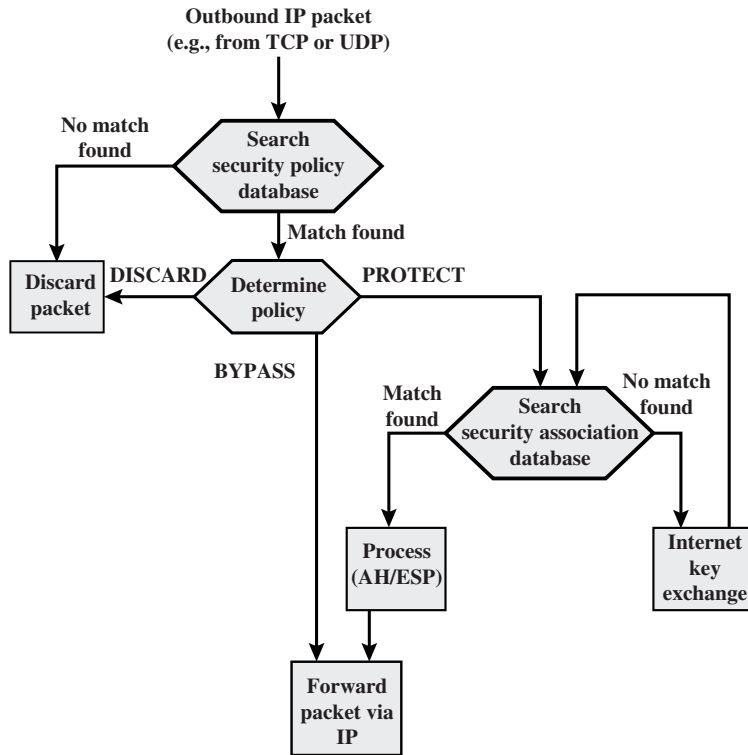 Outbound IP packet
(e.g., from TCP or UDP)
No match
found
Search
security policy
database
Match found
Discard
packet
DISCARD
Determine
policy
PROTECT
BYPASS
Match
found
Search
security association
database
No match
found
Process
(AH/ESP)
Internet
key
exchange
Forward
packet via
IP